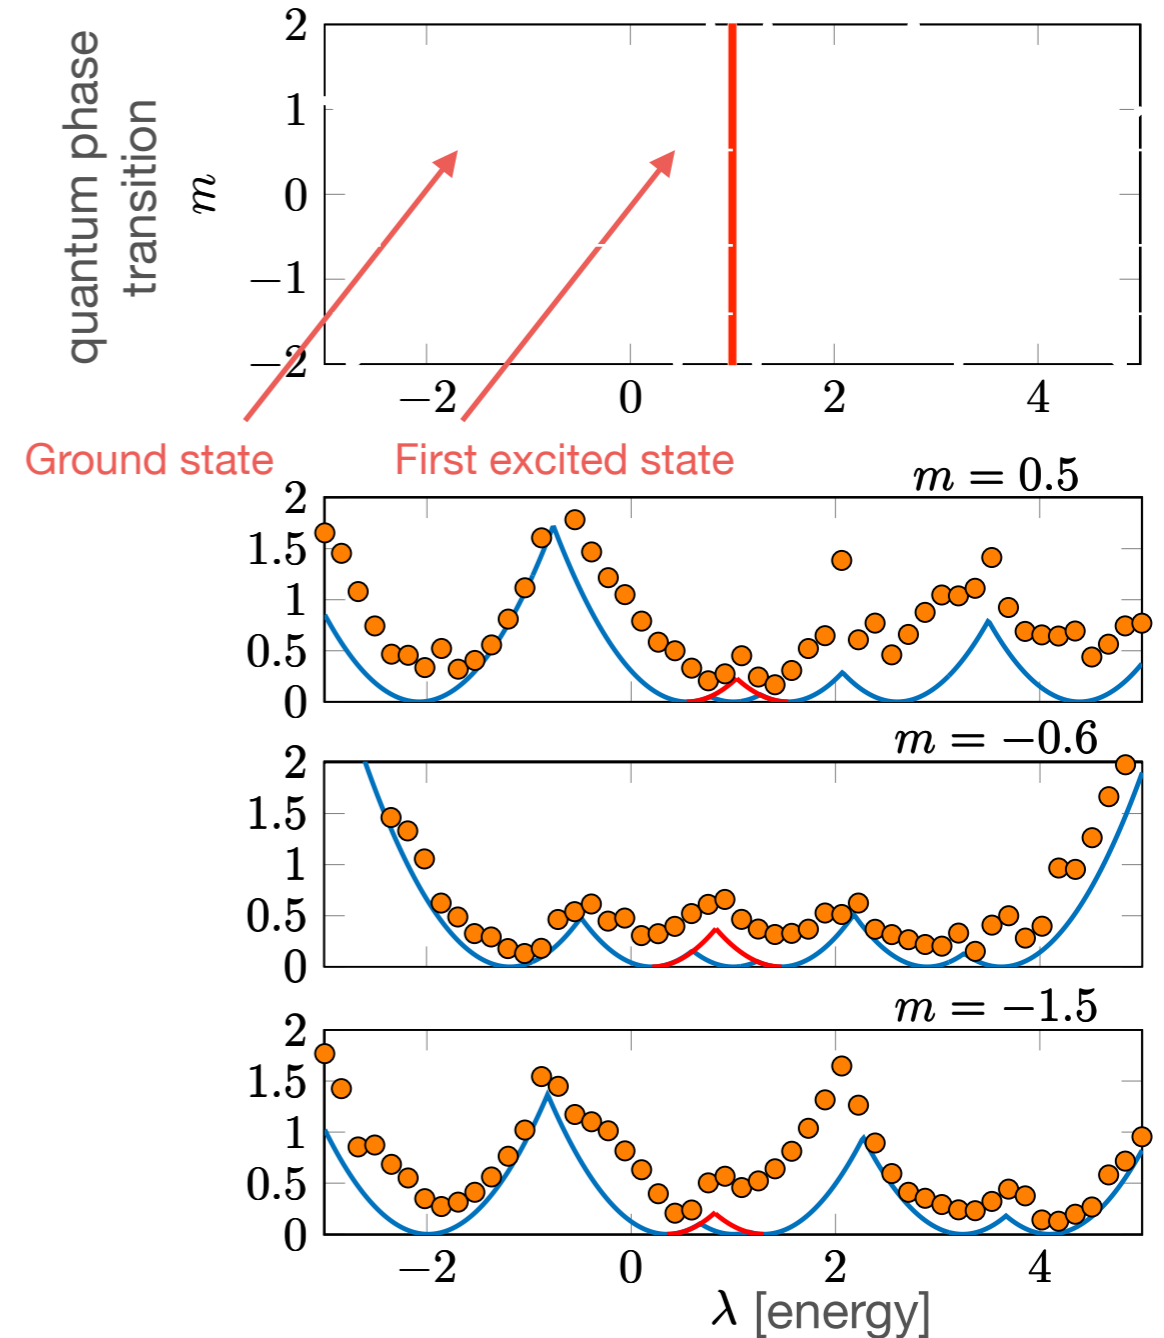 quantum phase
transition
m
2
1
0
−1
−2
−2 0 2 4
Ground state First excited state
m = 0.5
2
1.5
1
0.5
0
m = −0.6
2
1.5
1
0.5
0
m = −1.5
2
1.5
1
0.5
0
−2 0 2 4
λ [energy]